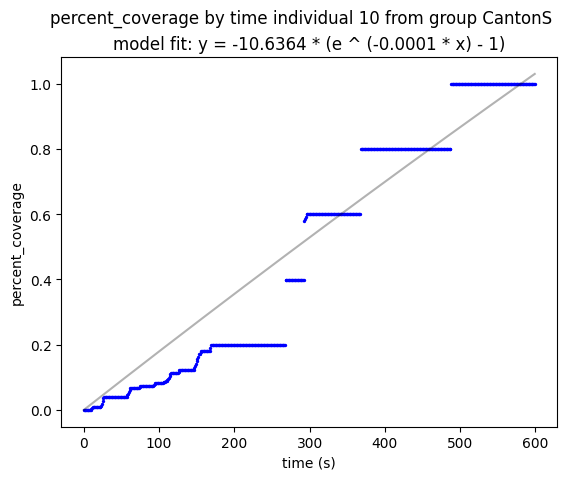 percent_coverage by time individual 10 from group CantonS
model fit: y = -10.6364 * (e ^ (-0.0001 * x) - 1)
1.0
0.8
0.6
0.4
0.2
0.0
percent_coverage
0 100 200 300 400 500 600
time (s)